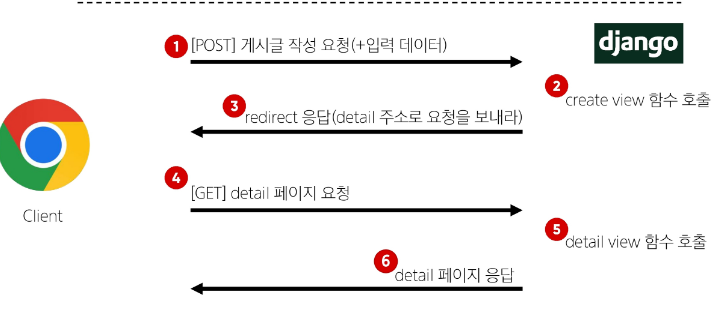 1 [POST] 게시글 작성 요청(+입력 데이터)
django
2 create view 함수 호출
3 redirect 응답(detail 주소로 요청을 보내라)
4 [GET] detail 페이지 요청
Client
5 detail view 함수 호출
6 detail 페이지 응답